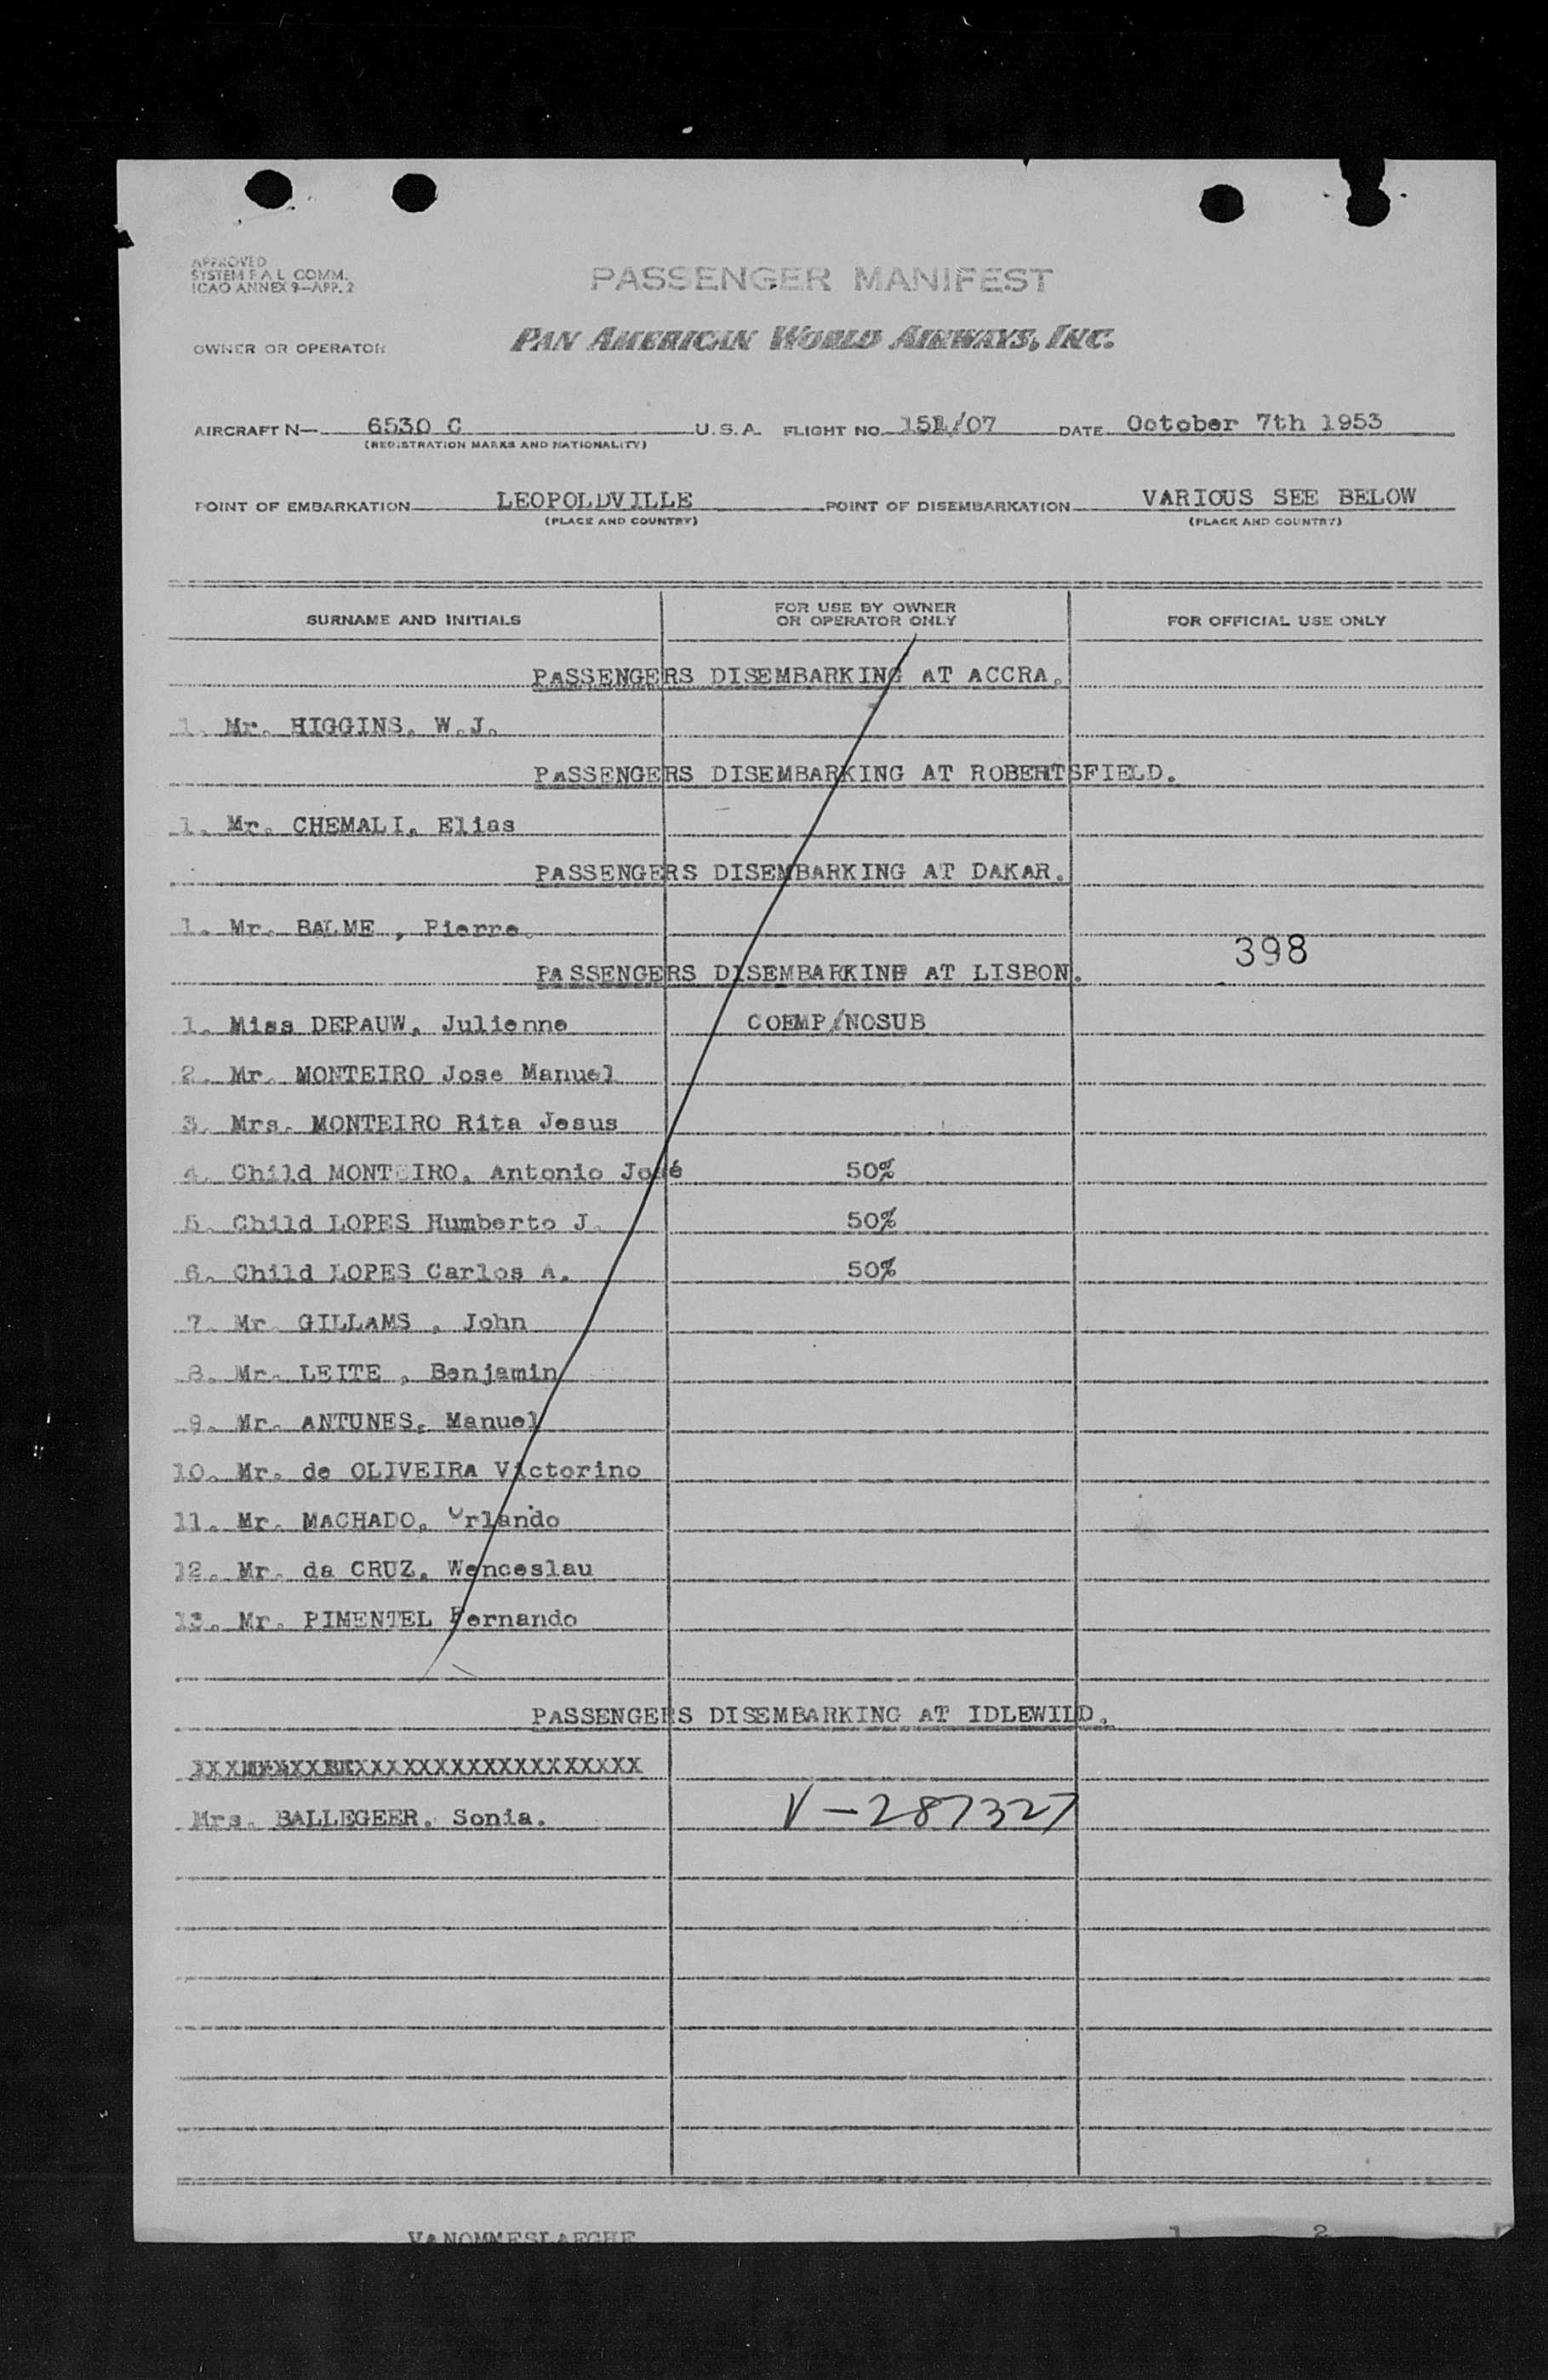 APPROVED
SYSTEM F.A.L. COMM.
ICAO ANNEX 9—APP. 2
PASSENGER MANIFEST
OWNER OR OPERATOR PAN AMERICAN WORLD AIRWAYS, INC.
AIRCRAFT N— 6530 C U.S.A. FLIGHT NO. 151/07 DATE October 7th 1953
(REGISTRATION MARKS AND NATIONALITY)
POINT OF EMBARKATION LEOPOLDVILLE POINT OF DISEMBARKATION VARIOUS SEE BELOW
(PLACE AND COUNTRY) (PLACE AND COUNTRY)
SURNAME AND INITIALS FOR USE BY OWNER OR OPERATOR ONLY FOR OFFICIAL USE ONLY
PASSENGERS DISEMBARKING AT ACCRA.
1. Mr. HIGGINS, W.J.
PASSENGERS DISEMBARKING AT ROBERTSFIELD.
1. Mr. CHEMALI, Elias
PASSENGERS DISEMBARKING AT DAKAR.
1. Mr. BALME , Pierre.
398
PASSENGERS DISEMBARKING AT LISBON.
1. Miss DEPAUW, Julienne COEMP/NOSUB
2. Mr. MONTEIRO Jose Manuel
3. Mrs. MONTEIRO Rita Jesus
4. Child MONTEIRO, Antonio José 50%
5. Child LOPES Humberto J. 50%
6. Child LOPES Carlos A. 50%
7. Mr. GILLAMS , John
8. Mr. LEITE , Benjamin
9. Mr. ANTUNES, Manuel
10. Mr. de OLIVEIRA Victorino
11. Mr. MACHADO, Orlando
12. Mr. da CRUZ, Wenceslau
13. Mr. PIMENTEL Fernando
PASSENGERS DISEMBARKING AT IDLEWILD.
Mrs. BALLEGEER, Sonia. V-287327
VANOMMESLAEGHE 1 2